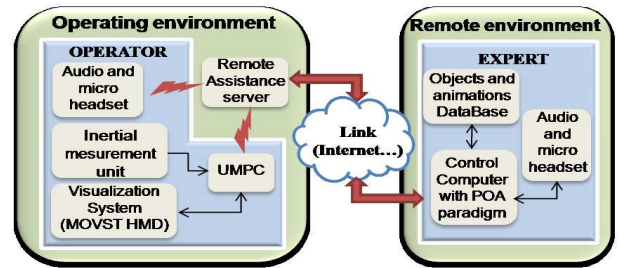 Operating environment
OPERATOR
Audio and
micro
headset
Remote
Assistance
server
Inertial
mesurement
unit
UMPC
Visualization
System
(MOVST HMD)
Link
(Internet...)
Remote environment
EXPERT
Objects and
animations
DataBase
Audio
and
micro
headset
Control
Computer
with POA
paradigm